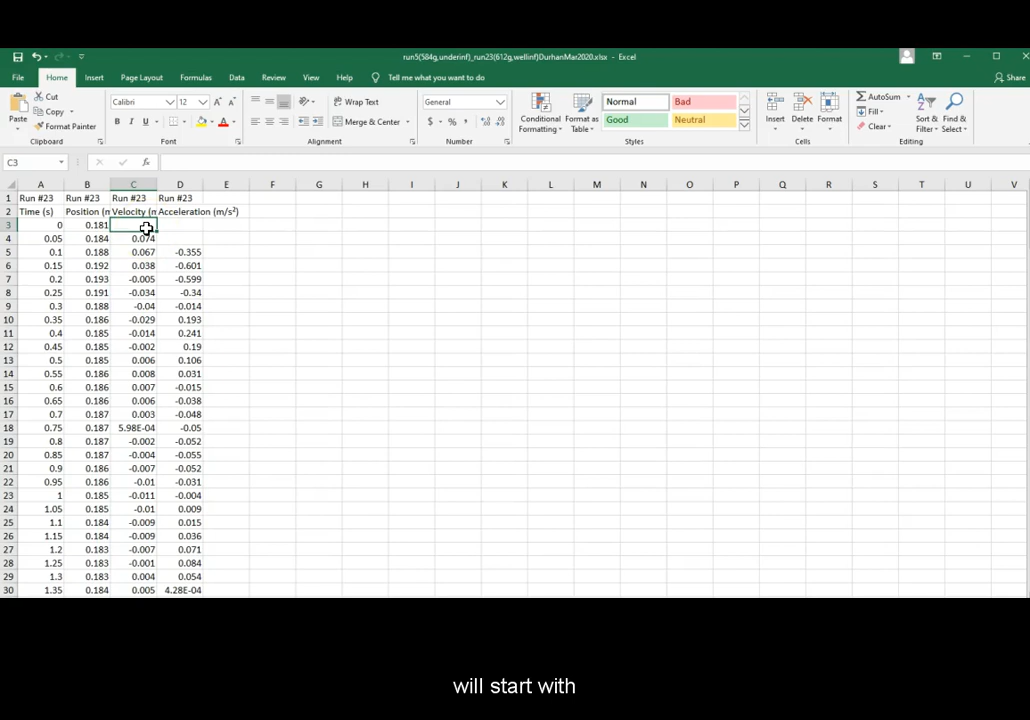 run5(584g,underinf)_run23(612g,wellinf)DurhanMar2020.xlsx - Excel
File Home Insert Page Layout Formulas Data Review View Help Tell me what you want to do Share
Cut
Copy
Format Painter
Paste
Calibri 12
B I U
Wrap Text
Merge & Center
General
$ % ,
Conditional Formatting
Format as Table
Normal Bad
Good Neutral
Insert Delete Format
AutoSum
Fill
Clear
Sort & Filter
Find & Select
Clipboard Font Alignment Number Styles Cells Editing
C3 fx
A B C D E F G H I J K L M N O P Q R S T U V
1 Run #23 Run #23 Run #23 Run #23
2 Time (s) Position (m Velocity (m Acceleration (m/s²)
3 0 0.181
4 0.05 0.184 0.074
5 0.1 0.188 0.067 -0.355
6 0.15 0.192 0.038 -0.601
7 0.2 0.193 -0.005 -0.599
8 0.25 0.191 -0.034 -0.34
9 0.3 0.188 -0.04 -0.014
10 0.35 0.186 -0.029 0.193
11 0.4 0.185 -0.014 0.241
12 0.45 0.185 -0.002 0.19
13 0.5 0.185 0.006 0.106
14 0.55 0.186 0.008 0.031
15 0.6 0.186 0.007 -0.015
16 0.65 0.186 0.006 -0.038
17 0.7 0.187 0.003 -0.048
18 0.75 0.187 5.98E-04 -0.05
19 0.8 0.187 -0.002 -0.052
20 0.85 0.187 -0.004 -0.055
21 0.9 0.186 -0.007 -0.052
22 0.95 0.186 -0.01 -0.031
23 1 0.185 -0.011 -0.004
24 1.05 0.185 -0.01 0.009
25 1.1 0.184 -0.009 0.015
26 1.15 0.184 -0.009 0.036
27 1.2 0.183 -0.007 0.071
28 1.25 0.183 -0.001 0.084
29 1.3 0.183 0.004 0.054
30 1.35 0.184 0.005 4.28E-04
will start with